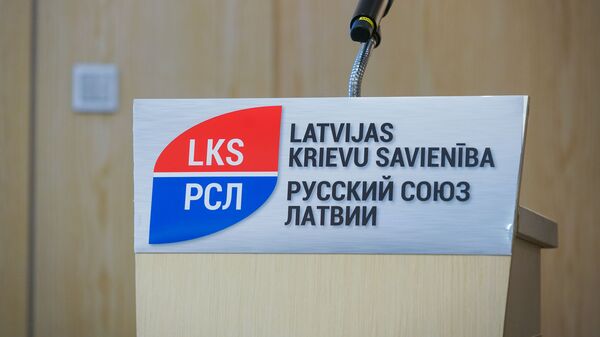 LKS
РСЛ
LATVIJAS
KRIEVU SAVIENĪBA
РУССКИЙ СОЮЗ
ЛАТВИИ